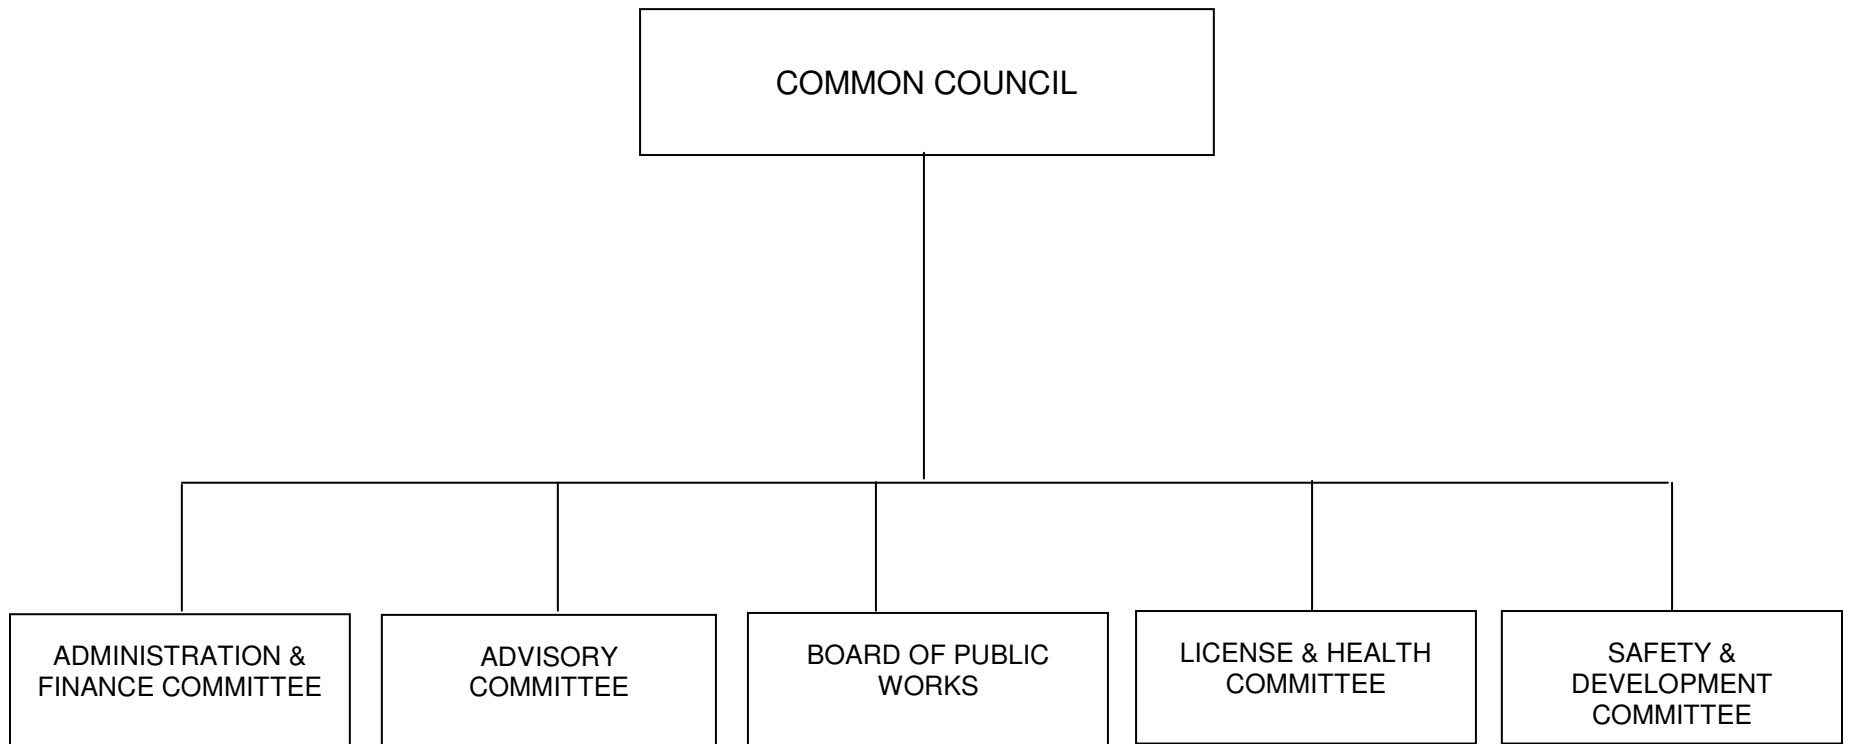 COMMON COUNCIL
ADMINISTRATION &
FINANCE COMMITTEE
ADVISORY
COMMITTEE
BOARD OF PUBLIC
WORKS
LICENSE & HEALTH
COMMITTEE
SAFETY &
DEVELOPMENT
COMMITTEE